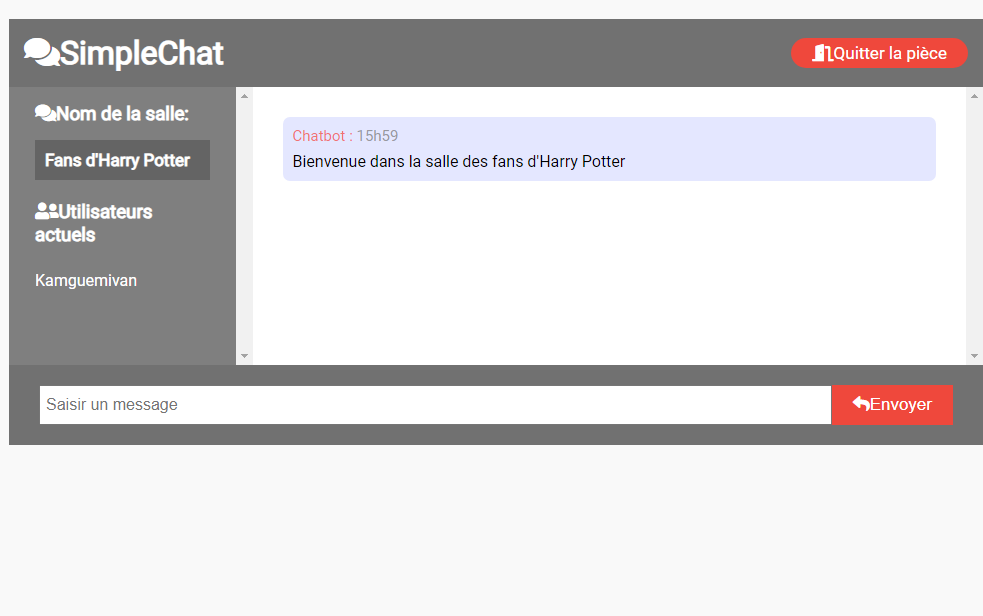 SimpleChat
Quitter la pièce
Nom de la salle:
Fans d'Harry Potter
Utilisateurs
actuels
Kamguemivan
Chatbot : 15h59
Bienvenue dans la salle des fans d'Harry Potter
Saisir un message
Envoyer